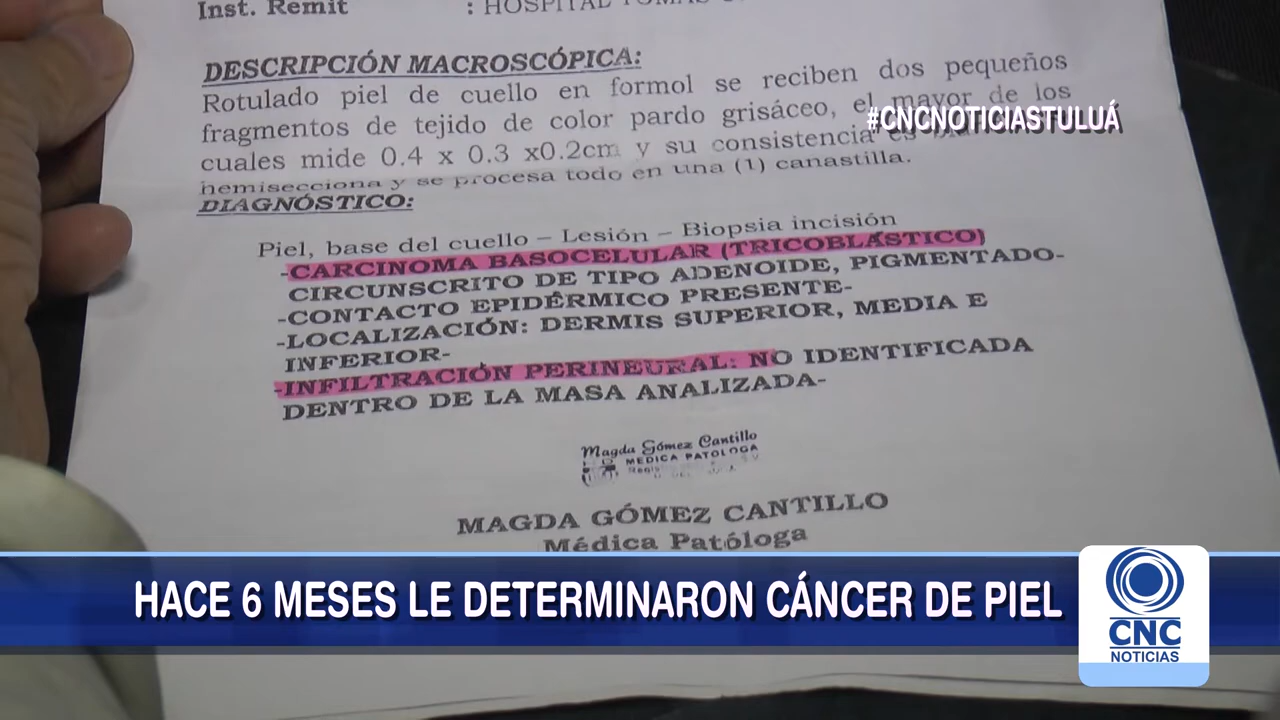 Inst. Remit : HOSPITAL TOMAS
DESCRIPCIÓN MACROSCÓPICA:
Rotulado piel de cuello en formol se reciben dos pequeños
fragmentos de tejido de color pardo grisáceo, el mayor de los
#CNCNOTICIASTULUÁ
cuales mide 0.4 x 0.3 x0.2cm y su consistencia es
hemisecciona y se procesa todo en una (1) canastilla.
DIAGNÓSTICO:
Piel, base del cuello – Lesión – Biopsia incisión
-CARCINOMA BASOCELULAR (TRICOBLÁSTICO)
CIRCUNSCRITO DE TIPO ADENOIDE, PIGMENTADO-
-CONTACTO EPIDÉRMICO PRESENTE-
-LOCALIZACIÓN: DERMIS SUPERIOR, MEDIA E
INFERIOR-
-INFILTRACIÓN PERINEURAL: NO IDENTIFICADA
DENTRO DE LA MASA ANALIZADA-
Magda Gómez Cantillo
MEDICA PATOLOGA
MAGDA GÓMEZ CANTILLO
Médica Patóloga
HACE 6 MESES LE DETERMINARON CÁNCER DE PIEL
CNC
NOTICIAS